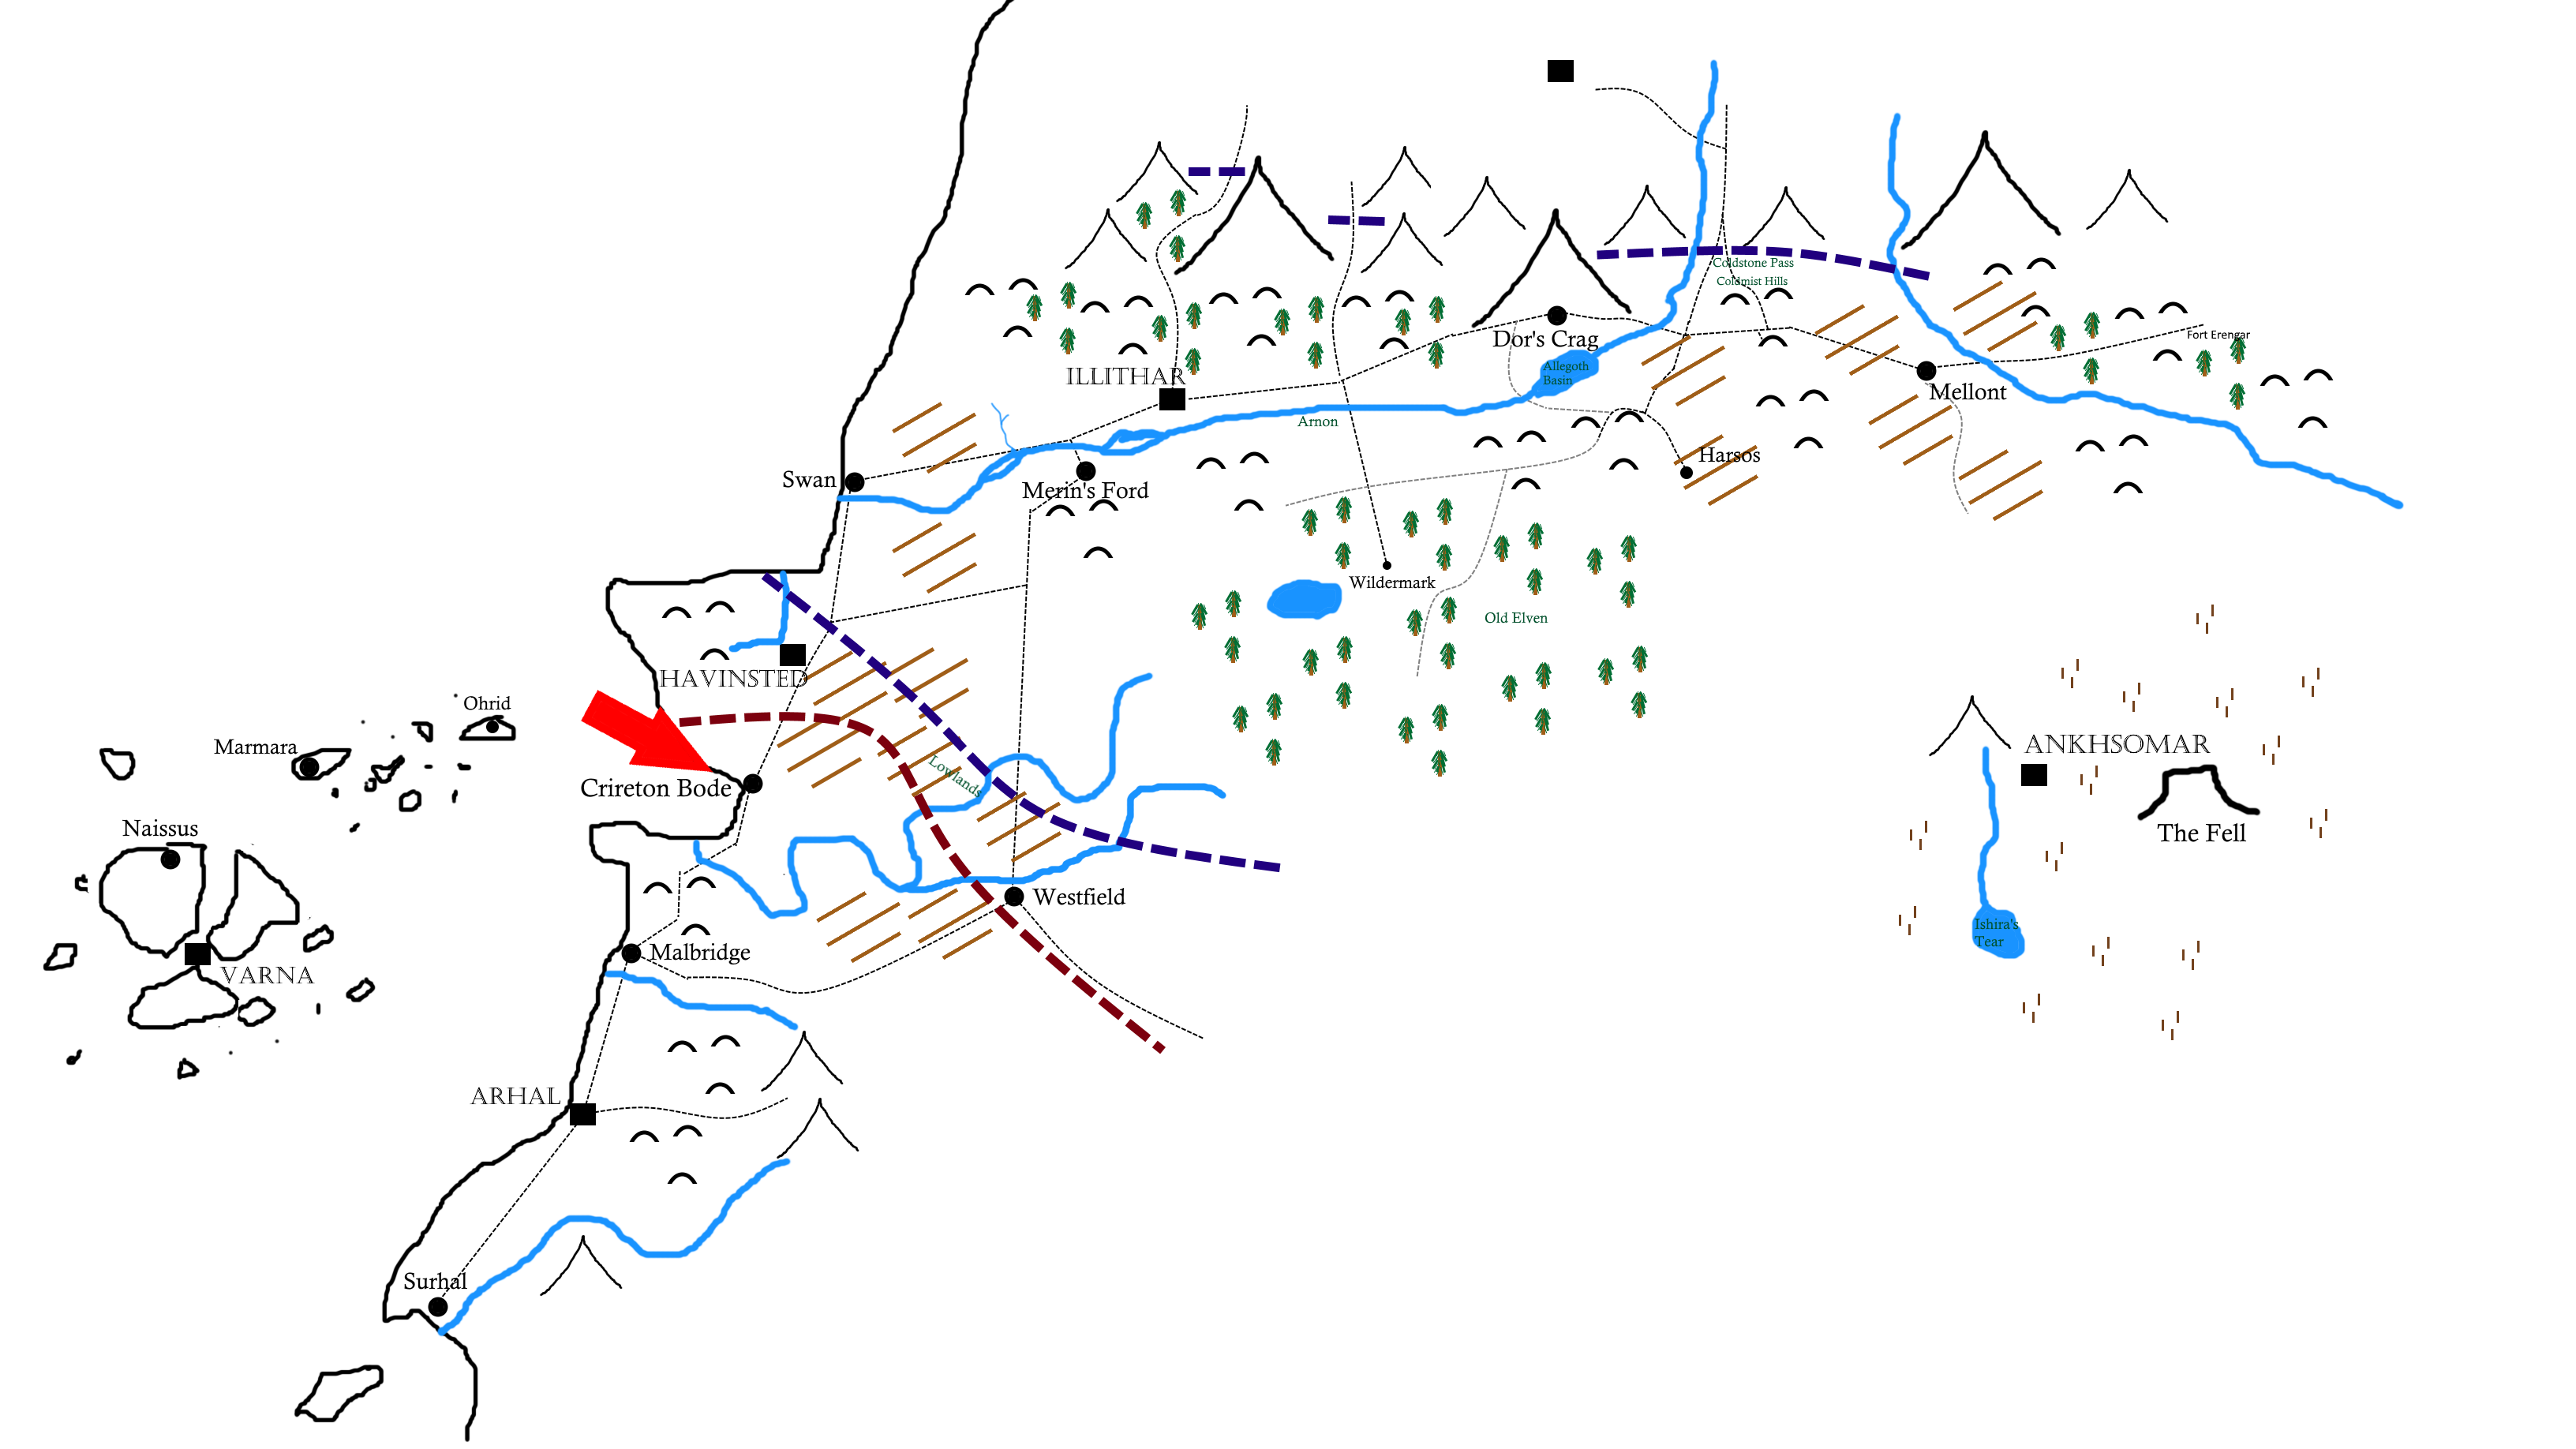 Coldstone Pass
Coldmist Hills
Fort Erengar
Dor's Crag
Allegoth
Basin
ILLITHAR
Mellont
Arnon
Harsos
Swan
Merin's Ford
Wildermark
Old Elven
HAVINSTED
Ohrid
Marmara
ANKHSOMAR
Lowlands
Crireton Bode
Naissus
The Fell
Westfield
Ishira's
Tear
Malbridge
VARNA
ARHAL
Surhal